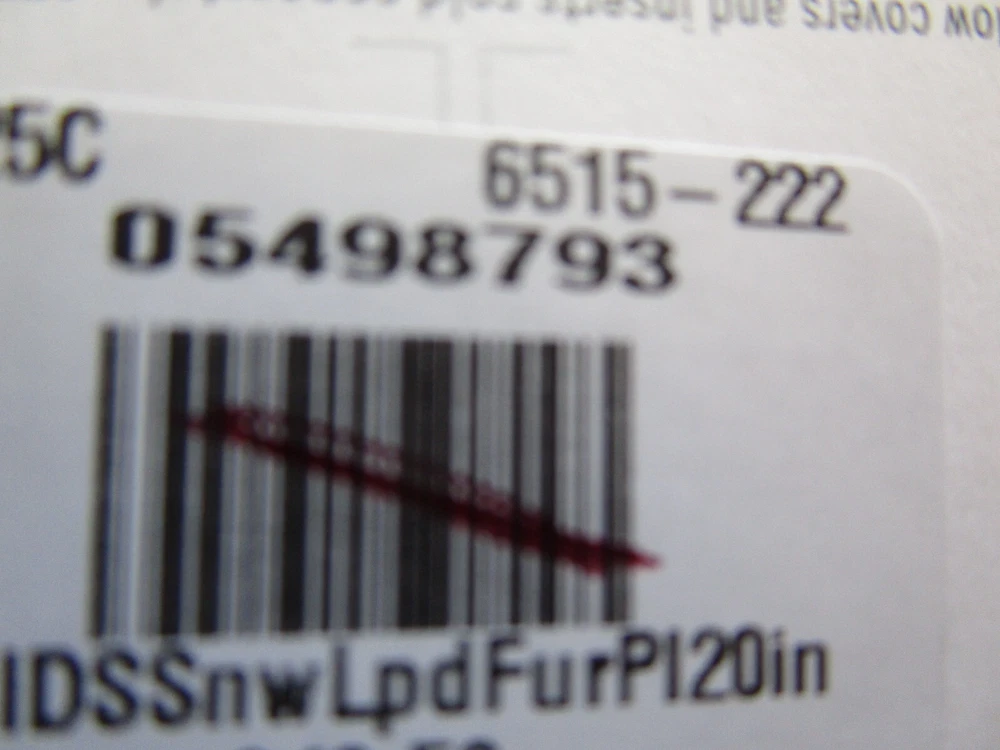 low covers and inserts sold
5C 6515-222
05498793
IDSSnwLpdFurPl20in